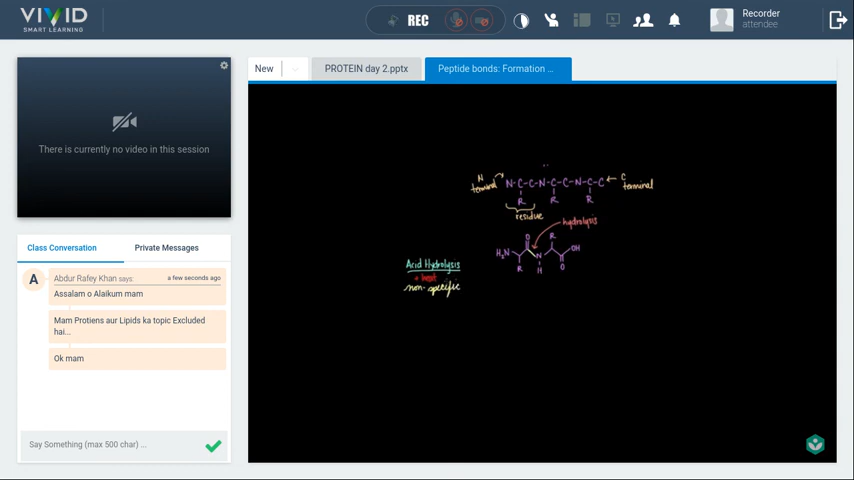 VIVID
SMART LEARNING
REC
Recorder
attendee
New
PROTEIN day 2.pptx
Peptide bonds: Formation ...
There is currently no video in this session
Class Conversation
Private Messages
A
Abdur Rafey Khan says:
a few seconds ago
Assalam o Alaikum mam
Mam Protiens aur Lipids ka topic Excluded
hai...
Ok mam
Say Something (max 500 char) ...
N
terminal
N-C-C-N-C-C-N-C-C
C
terminal
R R R
residue
hydrolysis
O R
H₂N N OH
R H O
Acid Hydrolysis
+ heat
non-specific